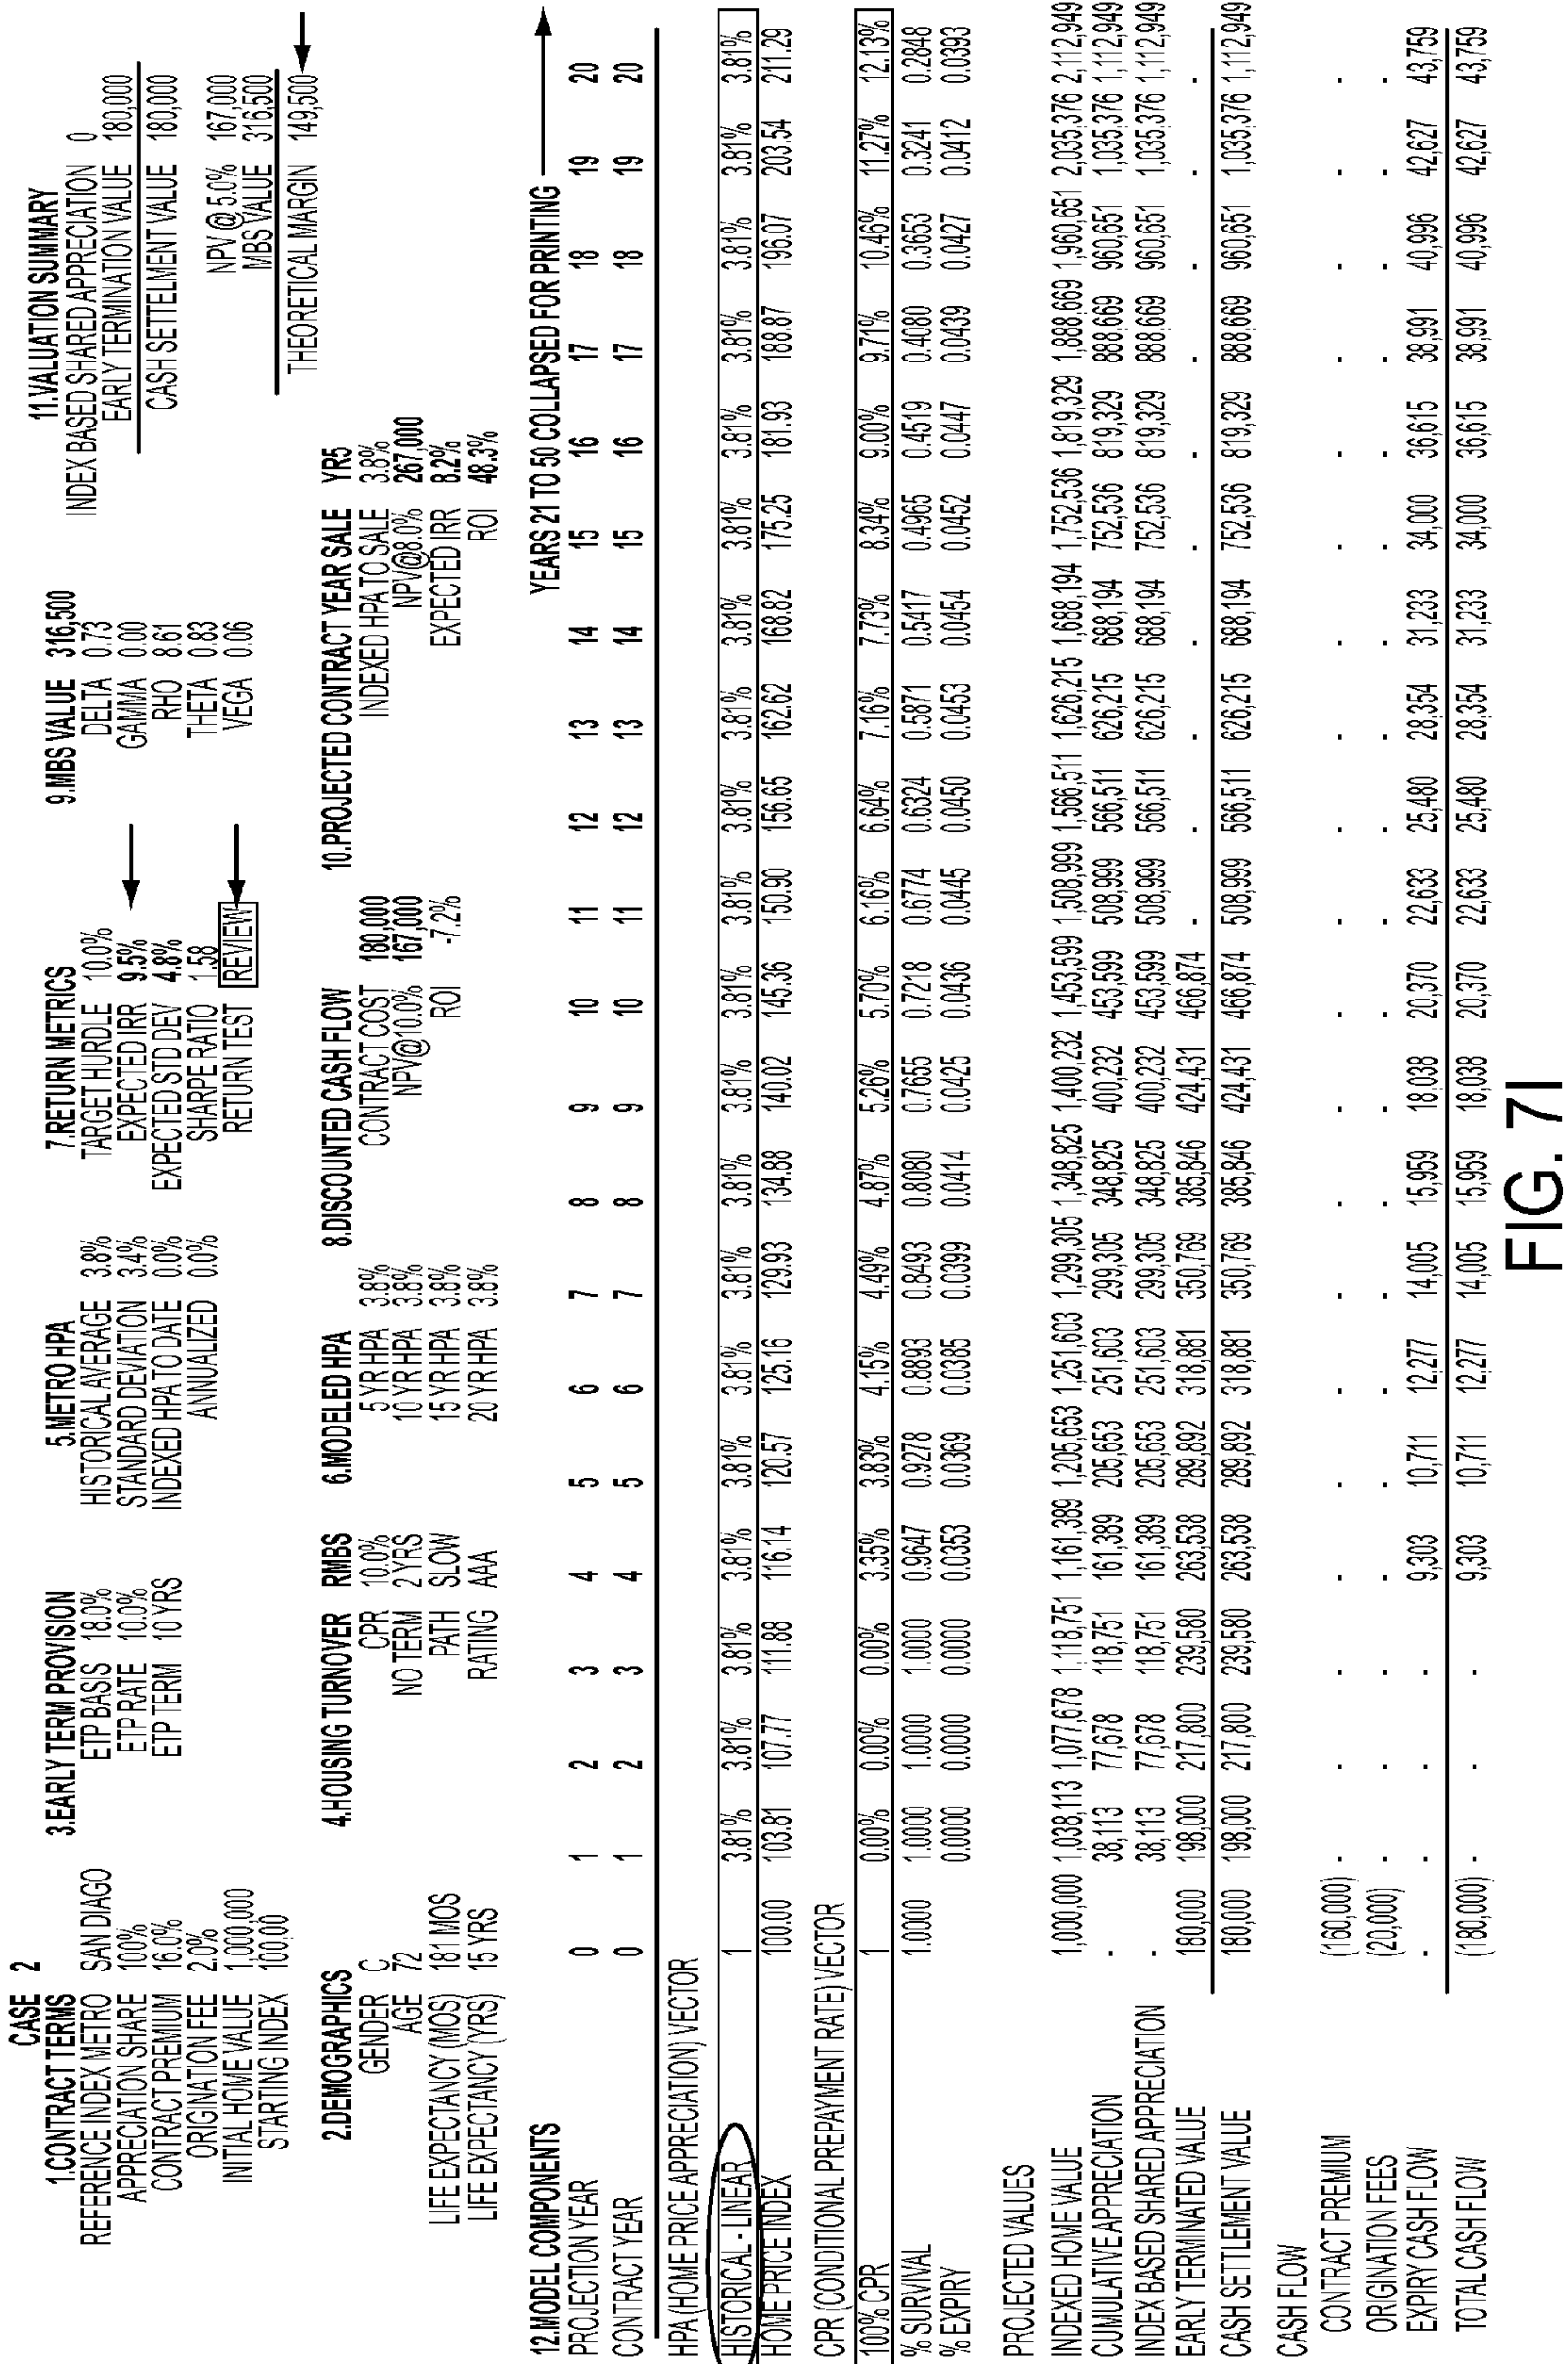 CASE 2
1.CONTRACT TERMS
REFERENCE INDEX METRO SAN DIAGO
APPRECIATION SHARE 100%
CONTRACT PREMIUM 16.0%
ORIGINATION FEE 2.0%
INITIAL HOME VALUE 1,000,000
STARTING INDEX 100.00
2.DEMOGRAPHICS
GENDER C
AGE 72
LIFE EXPECTANCY (MOS) 181 MOS
LIFE EXPECTANCY (YRS) 15 YRS
3.EARLY TERM PROVISION
ETP BASIS 18.0%
ETP RATE 10.0%
ETP TERM 10 YRS
4.HOUSING TURNOVER RMBS
CPR 10.0%
NO TERM 2 YRS
PATH SLOW
RATING AAA
5.METRO HPA
HISTORICAL AVERAGE 3.8%
STANDARD DEVIATION 3.4%
INDEXED HPA TO DATE 0.0%
ANNUALIZED 0.0%
6.MODELED HPA
5 YR HPA 3.8%
10 YR HPA 3.8%
15 YR HPA 3.8%
20 YR HPA 3.8%
7.RETURN METRICS
TARGET HURDLE 10.0%
EXPECTED IRR 9.5%
EXPECTED STD DEV 4.8%
SHARPE RATIO 1.58
RETURN TEST REVIEW
8.DISCOUNTED CASH FLOW
CONTRACT COST 180,000
NPV@10.0% 167,000
ROI -7.2%
9.MBS VALUE 316,500
DELTA 0.73
GAMMA 0.00
RHO 8.61
THETA 0.83
VEGA 0.06
10.PROJECTED CONTRACT YEAR SALE YR5
INDEXED HPA TO SALE 3.8%
NPV@8.0% 267,000
EXPECTED IRR 8.2%
ROI 48.3%
11.VALUATION SUMMARY
INDEX BASED SHARED APPRECIATION 0
EARLY TERMINATION VALUE 180,000
CASH SETTELMENT VALUE 180,000
NPV @ 5.0% 167,000
MBS VALUE 316,500
THEORETICAL MARGIN 149,500
YEARS 21 TO 50 COLLAPSED FOR PRINTING
12.MODEL COMPONENTS
PROJECTION YEAR 0 1 2 3 4 5 6 7 8 9 10 11 12 13 14 15 16 17 18 19 20
CONTRACT YEAR 0 1 2 3 4 5 6 7 8 9 10 11 12 13 14 15 16 17 18 19 20
HPA (HOME PRICE APPRECIATION) VECTOR
HISTORICAL - LINEAR 1 3.81% 3.81% 3.81% 3.81% 3.81% 3.81% 3.81% 3.81% 3.81% 3.81% 3.81% 3.81% 3.81% 3.81% 3.81% 3.81% 3.81% 3.81% 3.81% 3.81%
HOME PRICE INDEX 100.00 103.81 107.77 111.88 116.14 120.57 125.16 129.93 134.88 140.02 145.36 150.90 156.65 162.62 168.82 175.25 181.93 188.87 196.07 203.54 211.29
CPR (CONDITIONAL PREPAYMENT RATE) VECTOR
100% CPR 1 0.00% 0.00% 0.00% 3.35% 3.83% 4.15% 4.49% 4.87% 5.26% 5.70% 6.16% 6.64% 7.16% 7.73% 8.34% 9.00% 9.71% 10.46% 11.27% 12.13%
% SURVIVAL 1.0000 1.0000 1.0000 1.0000 0.9647 0.9278 0.8893 0.8493 0.8080 0.7655 0.7218 0.6774 0.6324 0.5871 0.5417 0.4965 0.4519 0.4080 0.3653 0.3241 0.2848
% EXPIRY 0.0000 0.0000 0.0000 0.0353 0.0369 0.0385 0.0399 0.0414 0.0425 0.0436 0.0445 0.0450 0.0453 0.0454 0.0452 0.0447 0.0439 0.0427 0.0412 0.0393
PROJECTED VALUES
INDEXED HOME VALUE 1,000,000 1,038,113 1,077,678 1,118,751 1,161,389 1,205,653 1,251,603 1,299,305 1,348,825 1,400,232 1,453,599 1,508,999 1,566,511 1,626,215 1,688,194 1,752,536 1,819,329 1,888,669 1,960,651 2,035,376 2,112,949
CUMULATIVE APPRECIATION . 38,113 77,678 118,751 161,389 205,653 251,603 299,305 348,825 400,232 453,599 508,999 566,511 626,215 688,194 752,536 819,329 888,669 960,651 1,035,376 1,112,949
INDEX BASED SHARED APPRECIATION . 38,113 77,678 118,751 161,389 205,653 251,603 299,305 348,825 400,232 453,599 508,999 566,511 626,215 688,194 752,536 819,329 888,669 960,651 1,035,376 1,112,949
EARLY TERMINATED VALUE 180,000 198,000 217,800 239,580 263,538 289,892 318,881 350,769 385,846 424,431 466,874 . . . . . . . . . .
CASH SETTLEMENT VALUE 180,000 198,000 217,800 239,580 263,538 289,892 318,881 350,769 385,846 424,431 466,874 508,999 566,511 626,215 688,194 752,536 819,329 888,669 960,651 1,035,376 1,112,949
CASH FLOW
CONTRACT PREMIUM (160,000) . . . . . . . . . . . . . . . . . . . .
ORIGINATION FEES (20,000) . . . . . . . . . . . . . . . . . . . .
EXPIRY CASH FLOW . . . . 9,303 10,711 12,277 14,005 15,959 18,038 20,370 22,633 25,480 28,354 31,233 34,000 36,615 38,991 40,996 42,627 43,759
TOTAL CASH FLOW (180,000) . . . 9,303 10,711 12,277 14,005 15,959 18,038 20,370 22,633 25,480 28,354 31,233 34,000 36,615 38,991 40,996 42,627 43,759
FIG. 7I